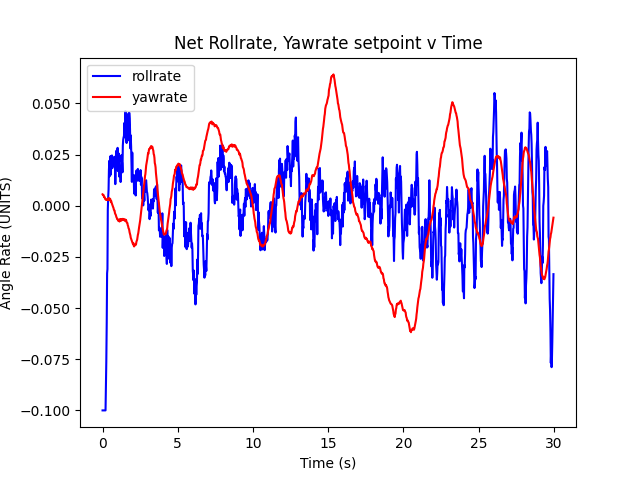 Net Rollrate, Yawrate setpoint v Time
rollrate
yawrate
0.050
0.025
0.000
−0.025
−0.050
−0.075
−0.100
Angle Rate (UNITS)
0
5
10
15
20
25
30
Time (s)